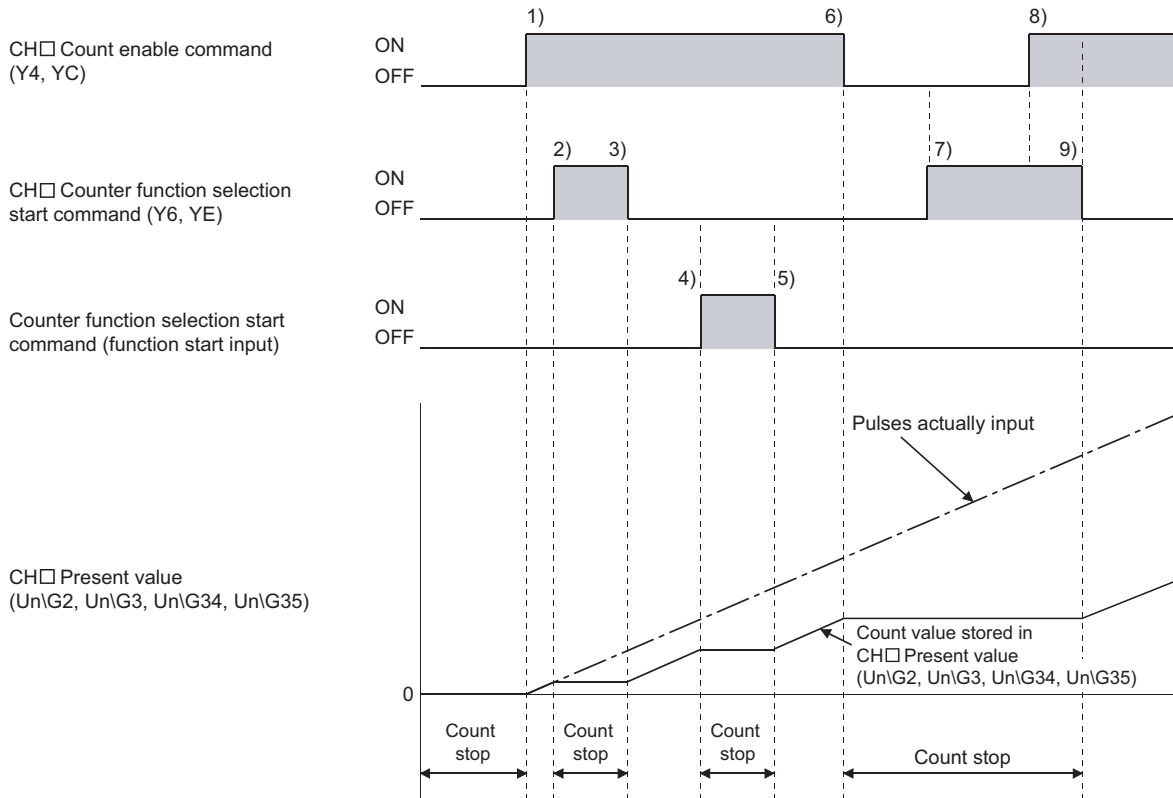 1)
6)
8)
CH□ Count enable command
(Y4, YC)
ON
OFF
2)
3)
7)
9)
CH□ Counter function selection
start command (Y6, YE)
ON
OFF
4)
5)
Counter function selection start
command (function start input)
ON
OFF
Pulses actually input
CH□ Present value
(Un\G2, Un\G3, Un\G34, Un\G35)
Count value stored in
CH□ Present value
(Un\G2, Un\G3, Un\G34, Un\G35)
0
Count
stop
Count
stop
Count
stop
Count stop